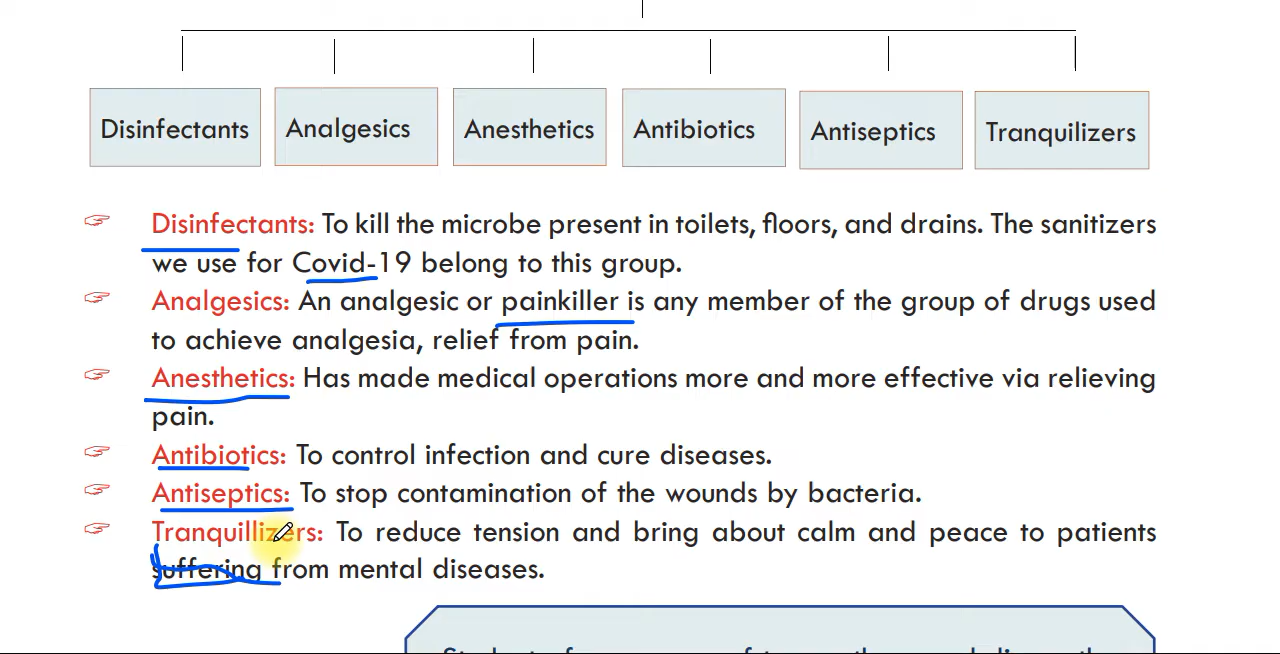 Disinfectants Analgesics Anesthetics Antibiotics Antiseptics Tranquilizers
Disinfectants: To kill the microbe present in toilets, floors, and drains. The sanitizers
we use for Covid-19 belong to this group.
Analgesics: An analgesic or painkiller is any member of the group of drugs used
to achieve analgesia, relief from pain.
Anesthetics: Has made medical operations more and more effective via relieving
pain.
Antibiotics: To control infection and cure diseases.
Antiseptics: To stop contamination of the wounds by bacteria.
Tranquillizers: To reduce tension and bring about calm and peace to patients
suffering from mental diseases.